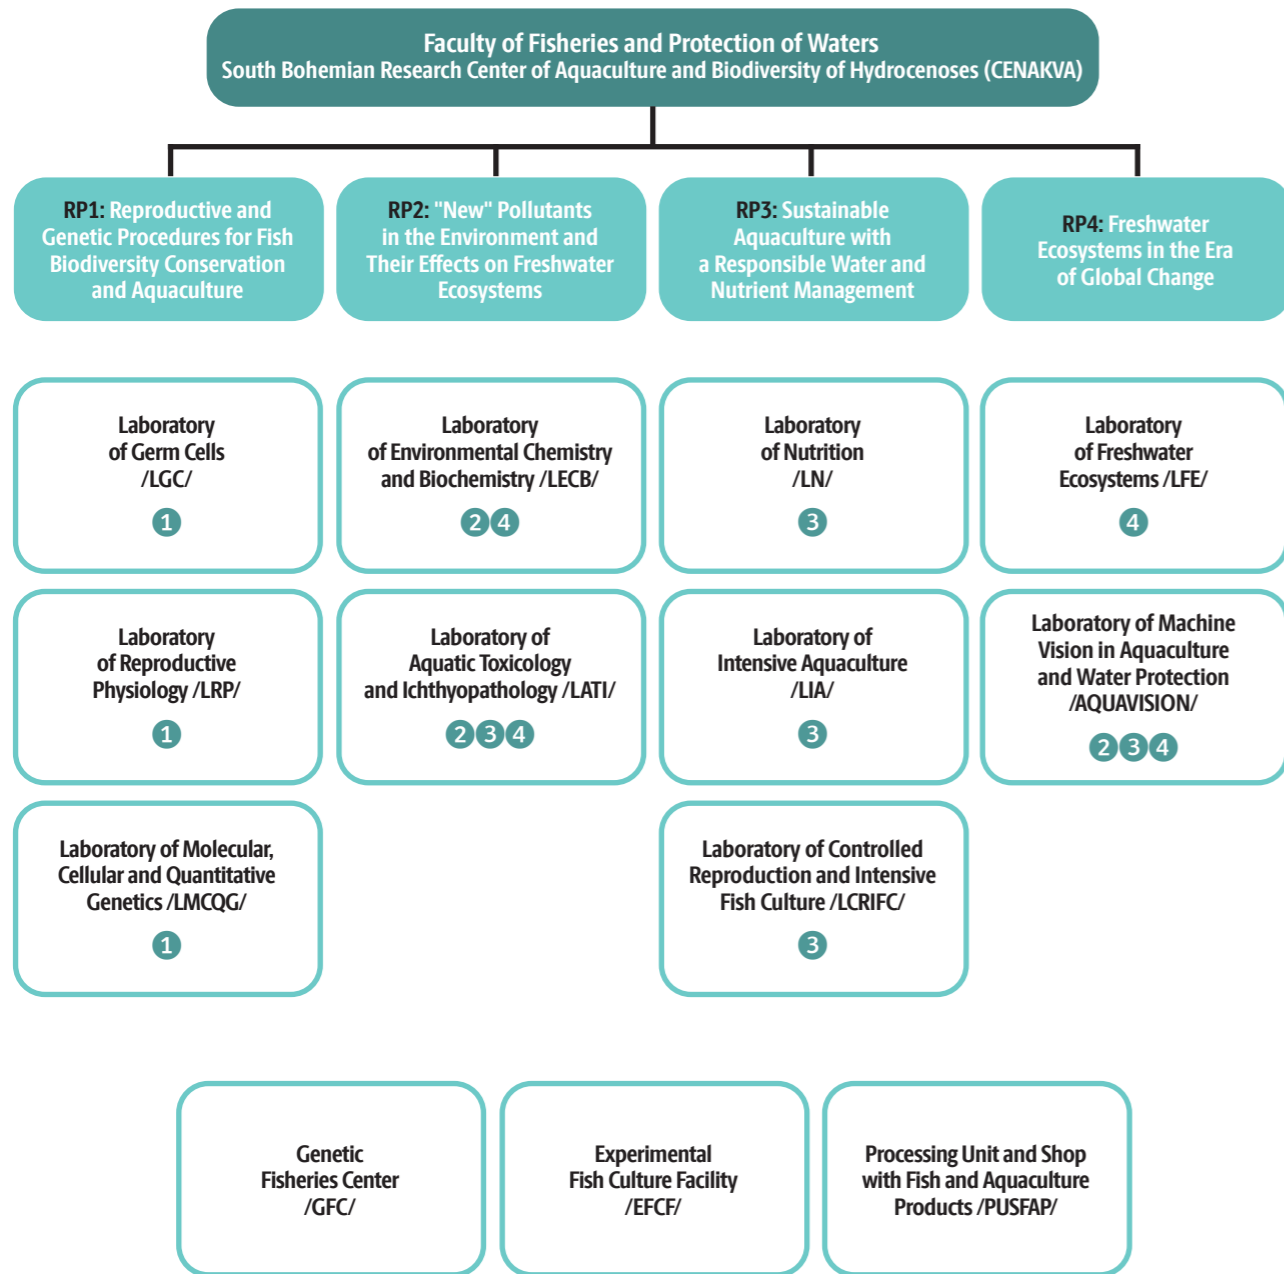 Faculty of Fisheries and Protection of Waters
South Bohemian Research Center of Aquaculture and Biodiversity of Hydrocenoses (CENAKVA)
RP1: Reproductive and
Genetic Procedures for Fish
Biodiversity Conservation
and Aquaculture
RP2: "New" Pollutants
in the Environment and
Their Effects on Freshwater
Ecosystems
RP3: Sustainable
Aquaculture with
a Responsible Water and
Nutrient Management
RP4: Freshwater
Ecosystems in the Era
of Global Change
Laboratory
of Germ Cells
/LGC/
1
Laboratory
of Environmental Chemistry
and Biochemistry /LECB/
2 4
Laboratory
of Nutrition
/LN/
3
Laboratory
of Freshwater
Ecosystems /LFE/
4
Laboratory
of Reproductive
Physiology /LRP/
1
Laboratory of
Aquatic Toxicology
and Ichthyopathology /LATI/
2 3 4
Laboratory of
Intensive Aquaculture
/LIA/
3
Laboratory of Machine
Vision in Aquaculture
and Water Protection
/AQUAVISION/
2 3 4
Laboratory of Molecular,
Cellular and Quantitative
Genetics /LMCQG/
1
Laboratory of Controlled
Reproduction and Intensive
Fish Culture /LCRIFC/
3
Genetic
Fisheries Center
/GFC/
Experimental
Fish Culture Facility
/EFCF/
Processing Unit and Shop
with Fish and Aquaculture
Products /PUSFAP/